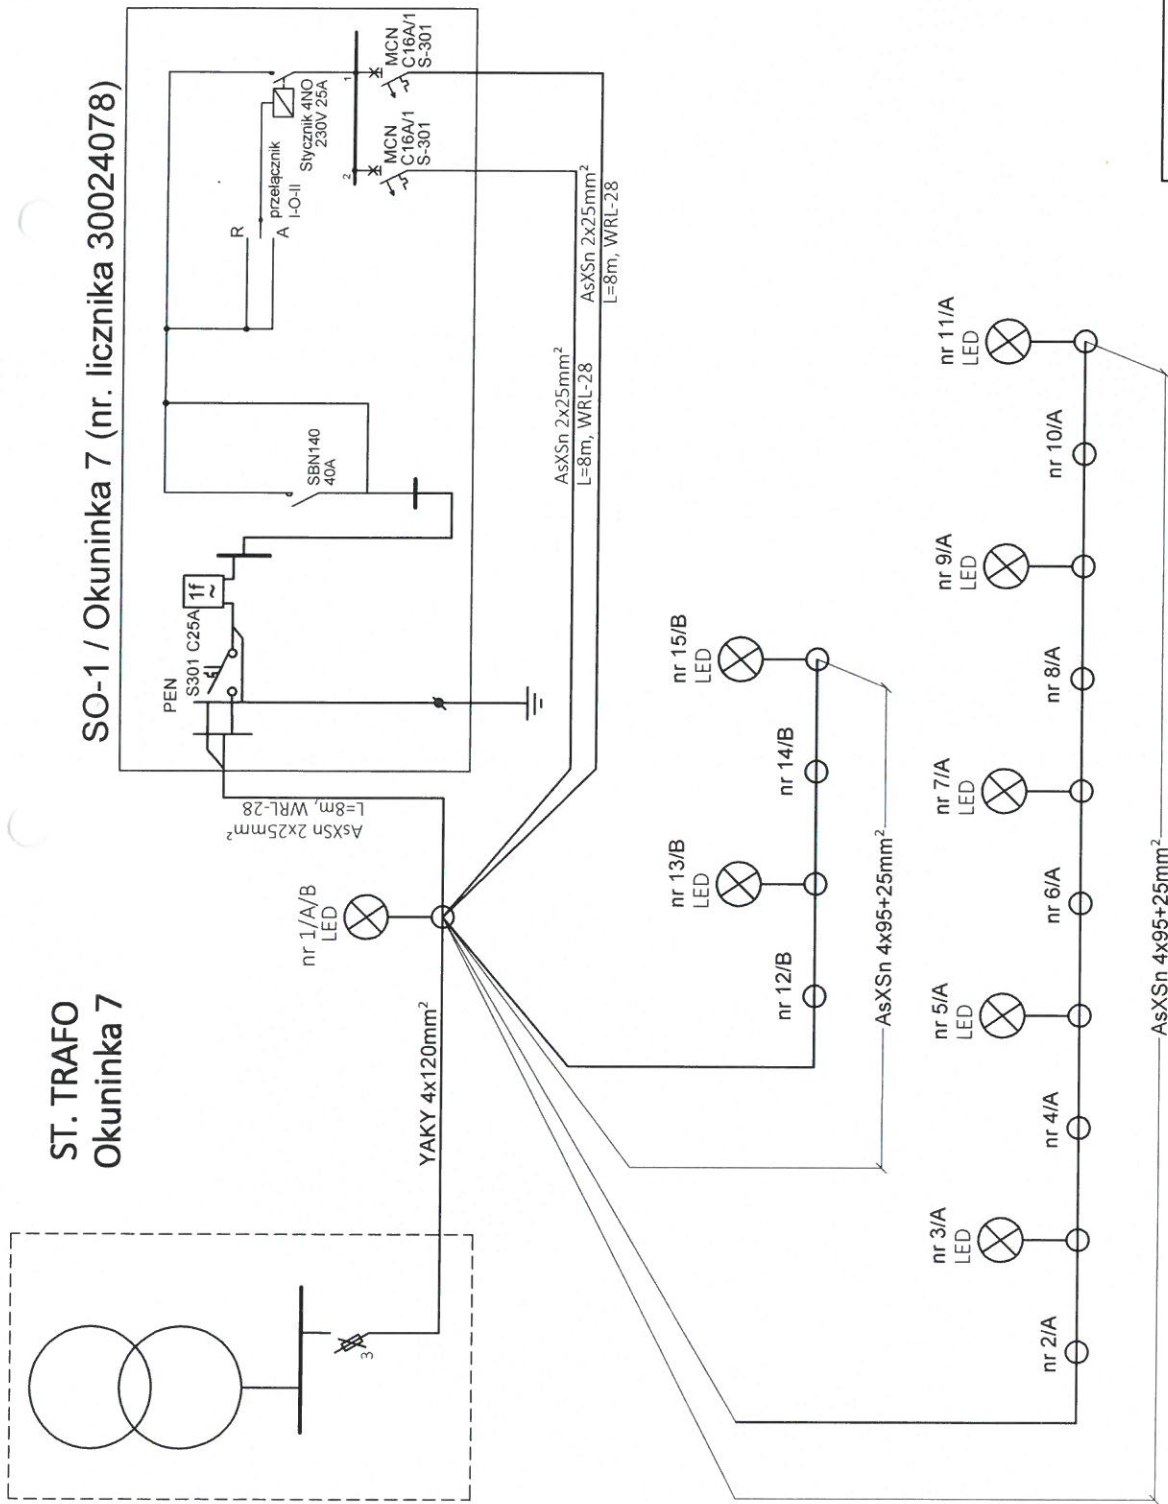 SO-1 / Okuninka 7 (nr. licznika 30024078)
ST. TRAFO
Okuninka 7
3
YAKY 4x120mm²
nr 1/A/B
LED
AsXSn 2x25mm²
L=8m, WRL-28
PEN
S301 C25A
1f
~
SBN140
40A
R
A
przełącznik
I-O-II
Stycznik 4NO
230V 25A
2
1
MCN
C16A/1
S-301
MCN
C16A/1
S-301
AsXSn 2x25mm²
L=8m, WRL-28
AsXSn 2x25mm²
L=8m, WRL-28
nr 12/B
nr 13/B
LED
nr 14/B
nr 15/B
LED
AsXSn 4x95+25mm²
nr 2/A
nr 3/A
LED
nr 4/A
nr 5/A
LED
nr 6/A
nr 7/A
LED
nr 8/A
nr 9/A
LED
nr 10/A
nr 11/A
LED
AsXSn 4x95+25mm²